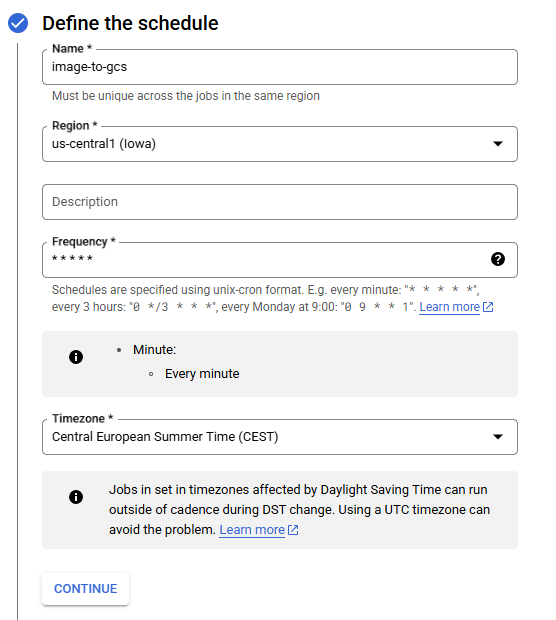 Define the schedule
Name *
image-to-gcs
Must be unique across the jobs in the same region
Region *
us-central1 (Iowa)
Description
Frequency *
* * * * *
Schedules are specified using unix-cron format. E.g. every minute: "* * * * *",
every 3 hours: "0 */3 * * *", every Monday at 9:00: "0 9 * * 1". Learn more
Minute:
Every minute
Timezone *
Central European Summer Time (CEST)
Jobs in set in timezones affected by Daylight Saving Time can run
outside of cadence during DST change. Using a UTC timezone can
avoid the problem. Learn more
CONTINUE